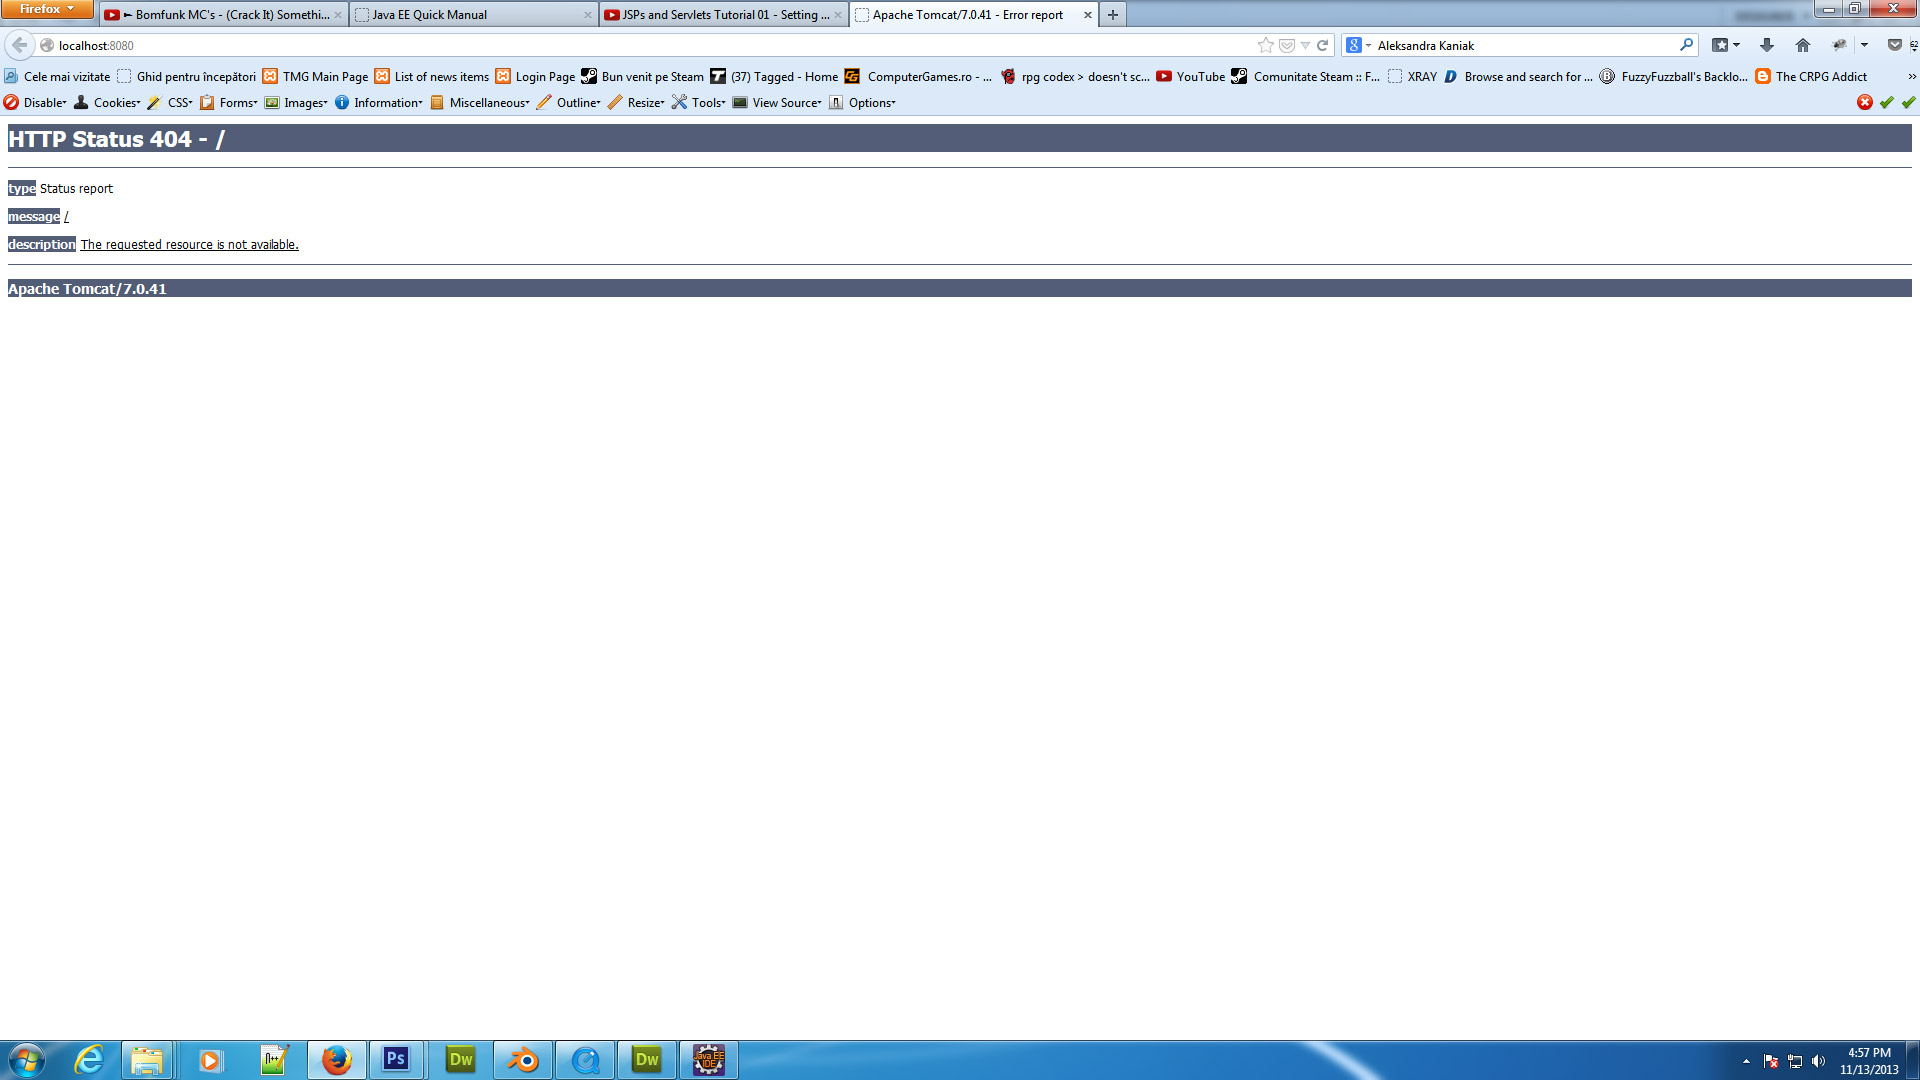 Firefox
► Bomfunk MC's - (Crack It) Somethi...
Java EE Quick Manual
JSPs and Servlets Tutorial 01 - Setting ...
Apache Tomcat/7.0.41 - Error report
localhost:8080
8
Aleksandra Kaniak
62
Cele mai vizitate
Ghid pentru începători
TMG Main Page
List of news items
Login Page
Bun venit pe Steam
(37) Tagged - Home
ComputerGames.ro - ...
rpg codex > doesn't sc...
YouTube
Comunitate Steam :: F...
XRAY
Browse and search for ...
FuzzyFuzzball's Backlo...
The CRPG Addict
»
Disable
Cookies
CSS
Forms
Images
Information
Miscellaneous
Outline
Resize
Tools
View Source
Options
HTTP Status 404 - /
type Status report
message /
description The requested resource is not available.
Apache Tomcat/7.0.41
Ps
Dw
Dw
Java EE
IDE
4:57 PM
11/13/2013